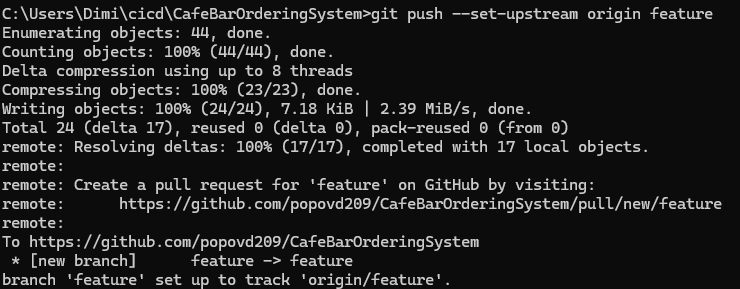 C:\Users\Dimi\cicd\CafeBarOrderingSystem>git push --set-upstream origin feature
Enumerating objects: 44, done.
Counting objects: 100% (44/44), done.
Delta compression using up to 8 threads
Compressing objects: 100% (23/23), done.
Writing objects: 100% (24/24), 7.18 KiB | 2.39 MiB/s, done.
Total 24 (delta 17), reused 0 (delta 0), pack-reused 0 (from 0)
remote: Resolving deltas: 100% (17/17), completed with 17 local objects.
remote:
remote: Create a pull request for 'feature' on GitHub by visiting:
remote:      https://github.com/popovd209/CafeBarOrderingSystem/pull/new/feature
remote:
To https://github.com/popovd209/CafeBarOrderingSystem
 * [new branch]      feature -> feature
branch 'feature' set up to track 'origin/feature'.